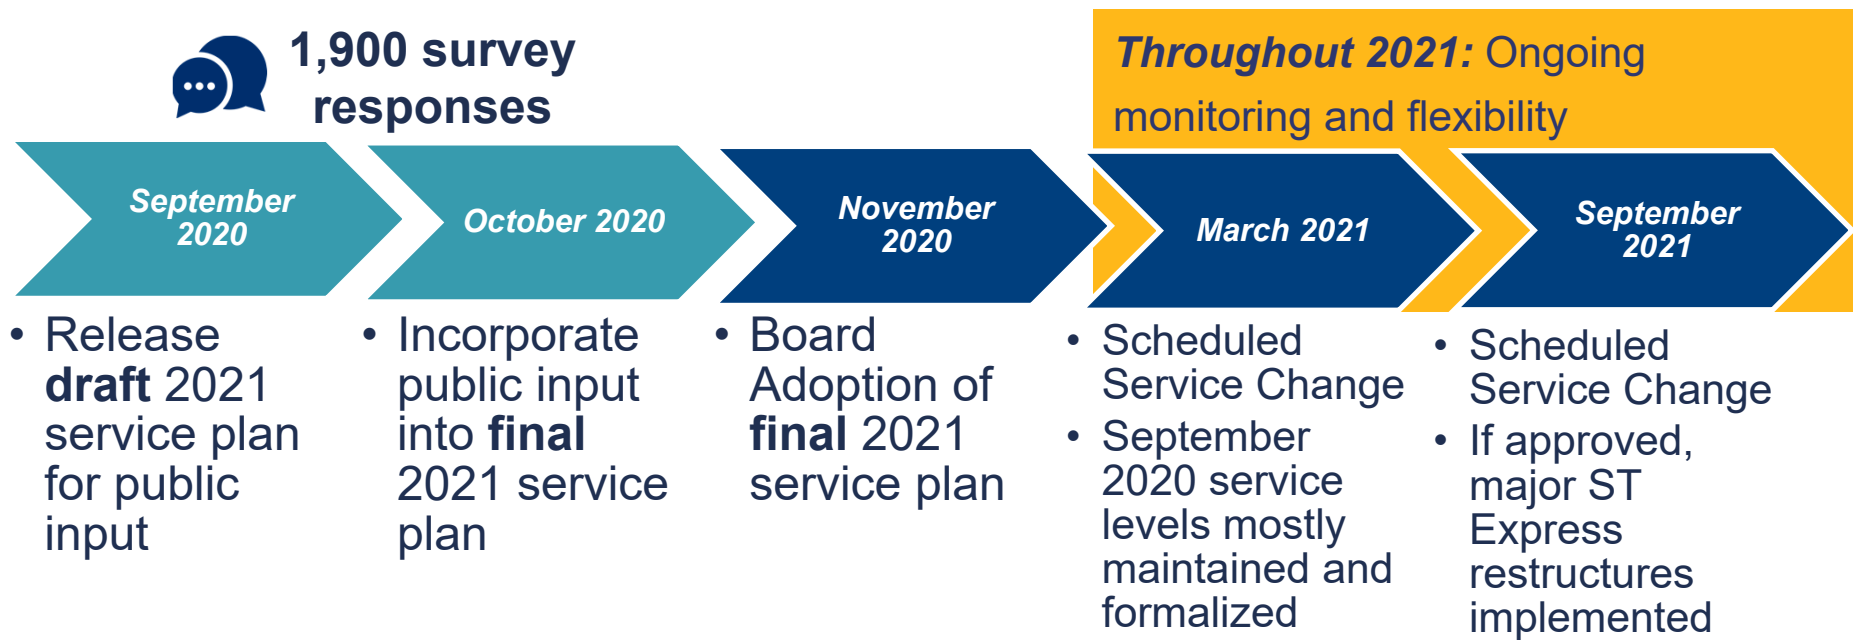 1,900 survey
responses
Throughout 2021: Ongoing
monitoring and flexibility
September
2020
October 2020
November
2020
March 2021
September
2021
• Release
draft 2021
service plan
for public
input
• Incorporate
public input
into final
2021 service
plan
• Board
Adoption of
final 2021
service plan
• Scheduled
Service Change
• September
2020 service
levels mostly
maintained and
formalized
• Scheduled
Service Change
• If approved,
major ST
Express
restructures
implemented